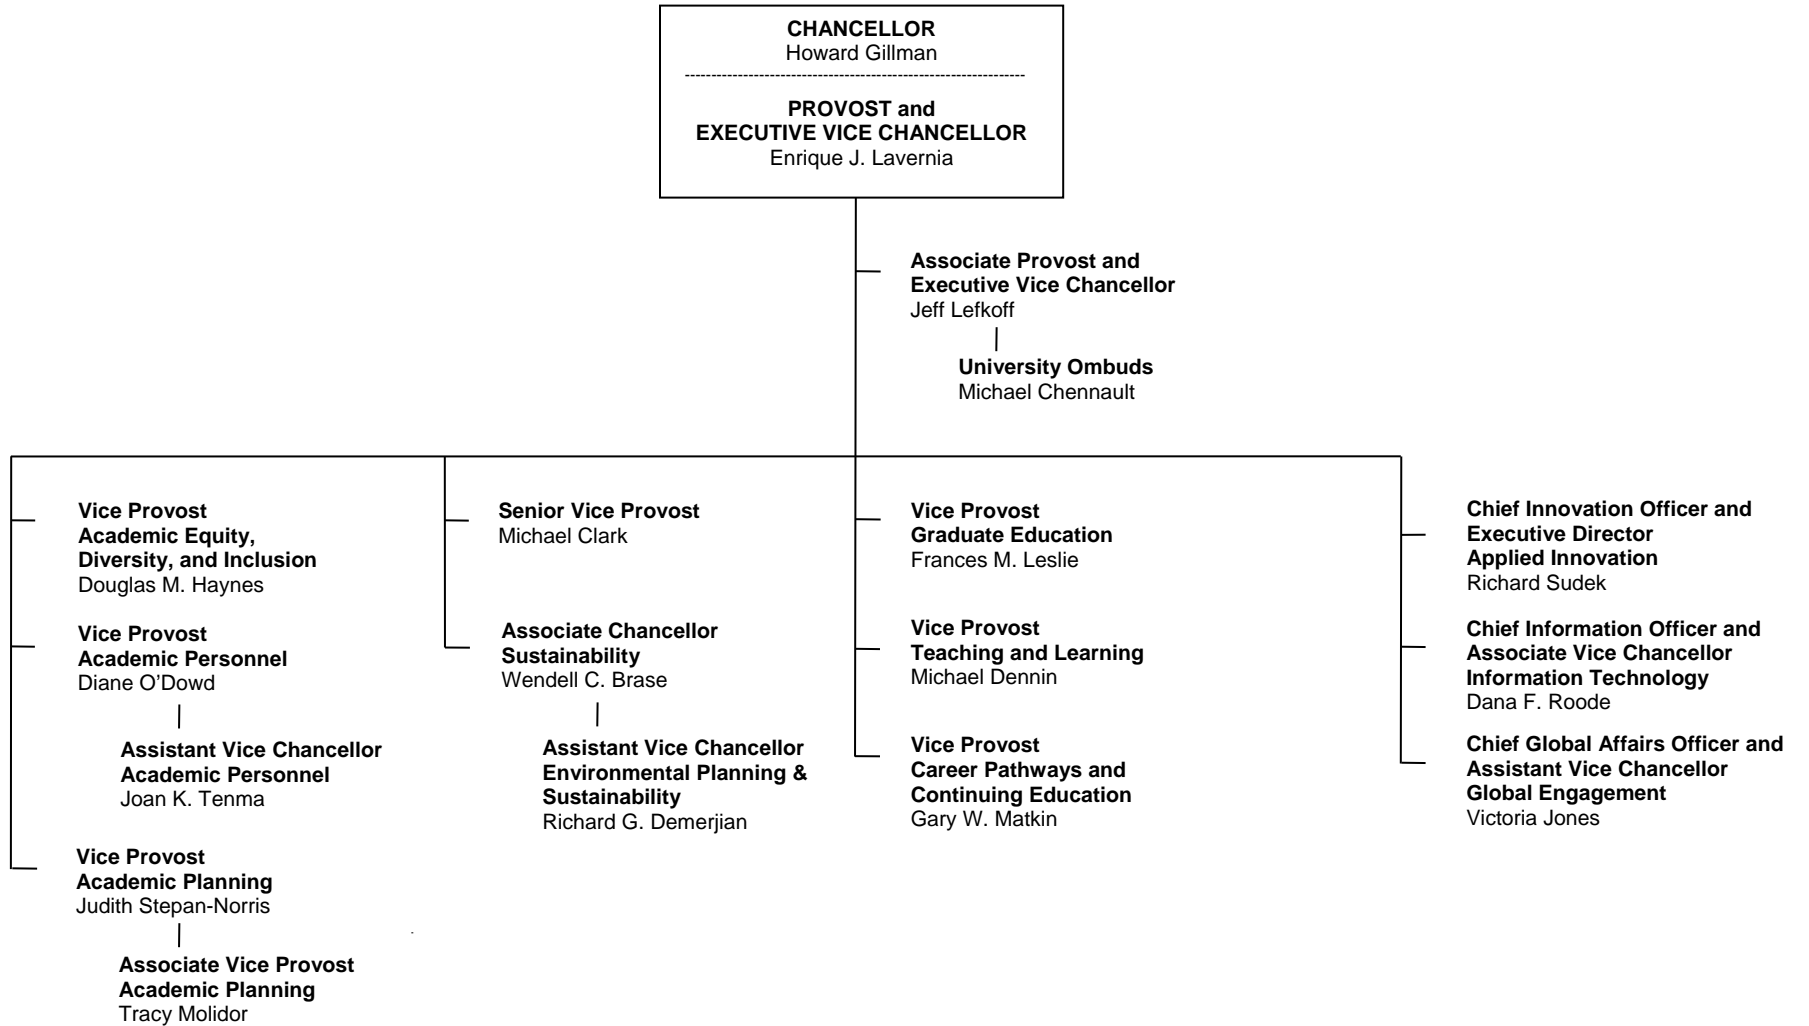 CHANCELLOR
Howard Gillman
PROVOST and
EXECUTIVE VICE CHANCELLOR
Enrique J. Lavernia
Associate Provost and
Executive Vice Chancellor
Jeff Lefkoff
University Ombuds
Michael Chennault
Vice Provost
Academic Equity,
Diversity, and Inclusion
Douglas M. Haynes
Vice Provost
Academic Personnel
Diane O’Dowd
Assistant Vice Chancellor
Academic Personnel
Joan K. Tenma
Vice Provost
Academic Planning
Judith Stepan-Norris
Associate Vice Provost
Academic Planning
Tracy Molidor
Senior Vice Provost
Michael Clark
Associate Chancellor
Sustainability
Wendell C. Brase
Assistant Vice Chancellor
Environmental Planning &
Sustainability
Richard G. Demerjian
Vice Provost
Graduate Education
Frances M. Leslie
Vice Provost
Teaching and Learning
Michael Dennin
Vice Provost
Career Pathways and
Continuing Education
Gary W. Matkin
Chief Innovation Officer and
Executive Director
Applied Innovation
Richard Sudek
Chief Information Officer and
Associate Vice Chancellor
Information Technology
Dana F. Roode
Chief Global Affairs Officer and
Assistant Vice Chancellor
Global Engagement
Victoria Jones